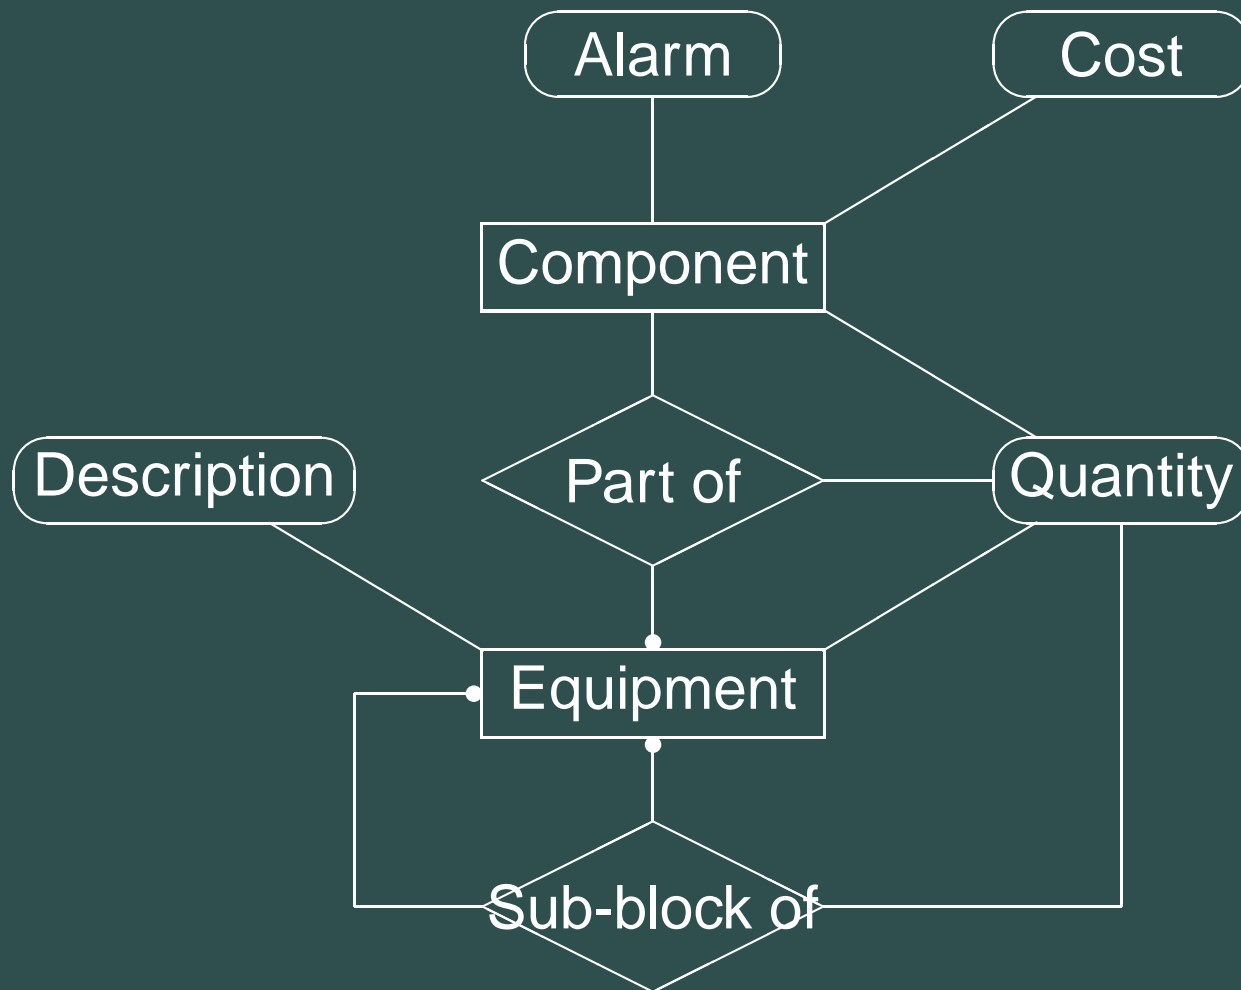 Alarm
Cost
Component
Description
Part of
Quantity
Equipment
Sub-block of